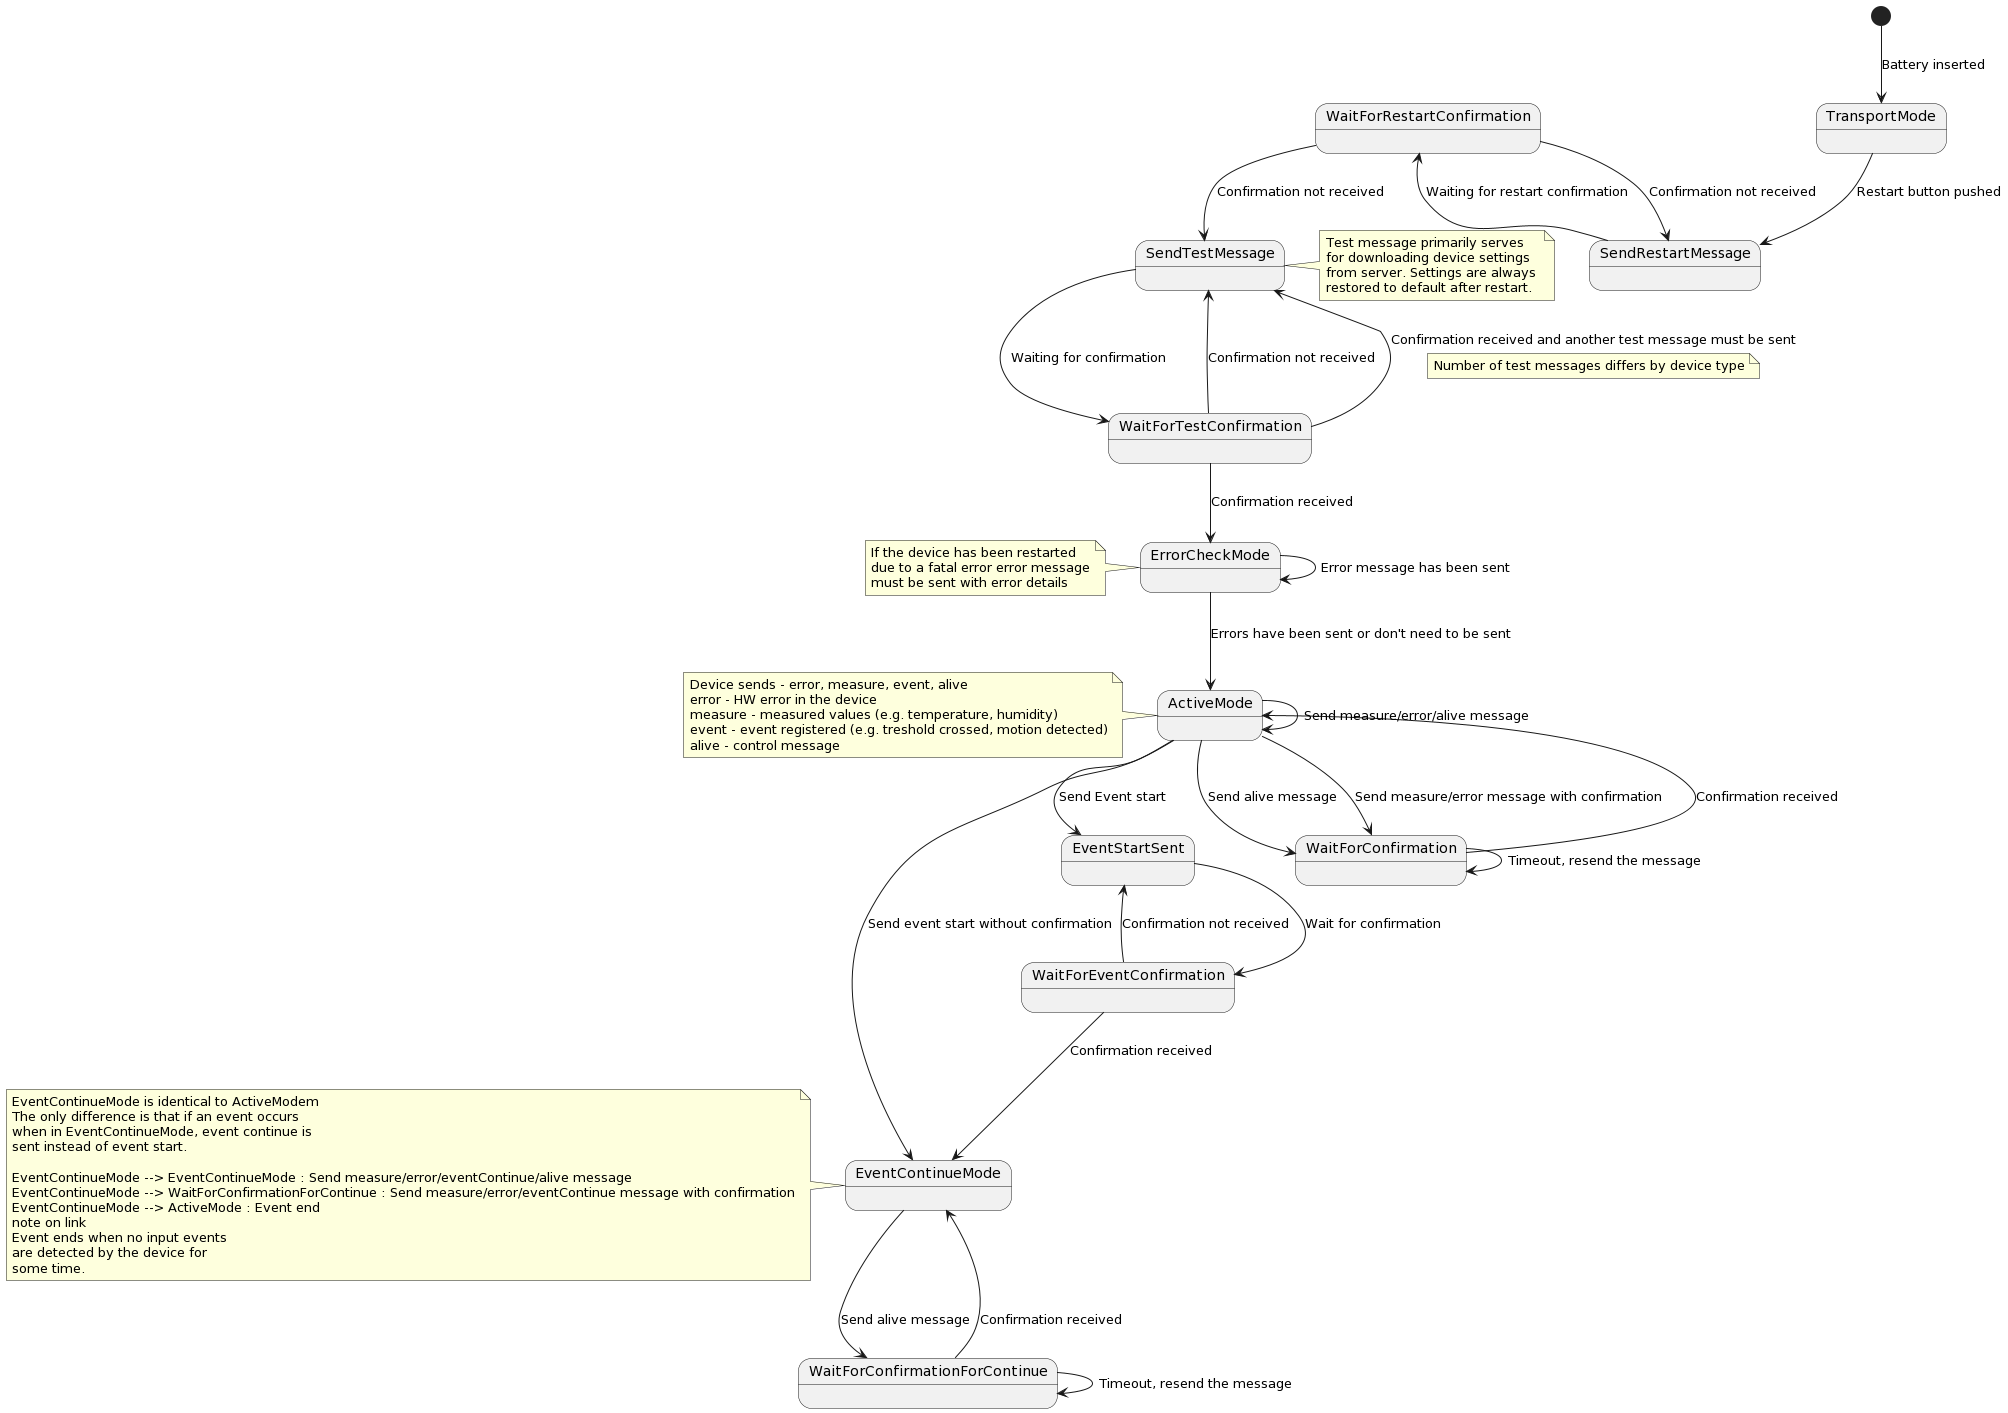 Battery inserted
WaitForRestartConfirmation
TransportMode
Confirmation not received
Waiting for restart confirmation
Confirmation not received
Restart button pushed
SendTestMessage
Test message primarily serves
for downloading device settings
from server. Settings are always
restored to default after restart.
SendRestartMessage
Waiting for confirmation
Confirmation not received
Confirmation received and another test message must be sent
Number of test messages differs by device type
WaitForTestConfirmation
Confirmation received
If the device has been restarted
due to a fatal error error message
must be sent with error details
ErrorCheckMode
Error message has been sent
Errors have been sent or don't need to be sent
Device sends - error, measure, event, alive
error - HW error in the device
measure - measured values (e.g. temperature, humidity)
event - event registered (e.g. treshold crossed, motion detected)
alive - control message
ActiveMode
Send measure/error/alive message
Send Event start
Send alive message
Send measure/error message with confirmation
Confirmation received
EventStartSent
WaitForConfirmation
Timeout, resend the message
Send event start without confirmation
Confirmation not received
Wait for confirmation
WaitForEventConfirmation
Confirmation received
EventContinueMode is identical to ActiveModem
The only difference is that if an event occurs
when in EventContinueMode, event continue is
sent instead of event start.
EventContinueMode --> EventContinueMode : Send measure/error/eventContinue/alive message
EventContinueMode --> WaitForConfirmationForContinue : Send measure/error/eventContinue message with confirmation
EventContinueMode --> ActiveMode : Event end
note on link
Event ends when no input events
are detected by the device for
some time.
EventContinueMode
Send alive message
Confirmation received
WaitForConfirmationForContinue
Timeout, resend the message